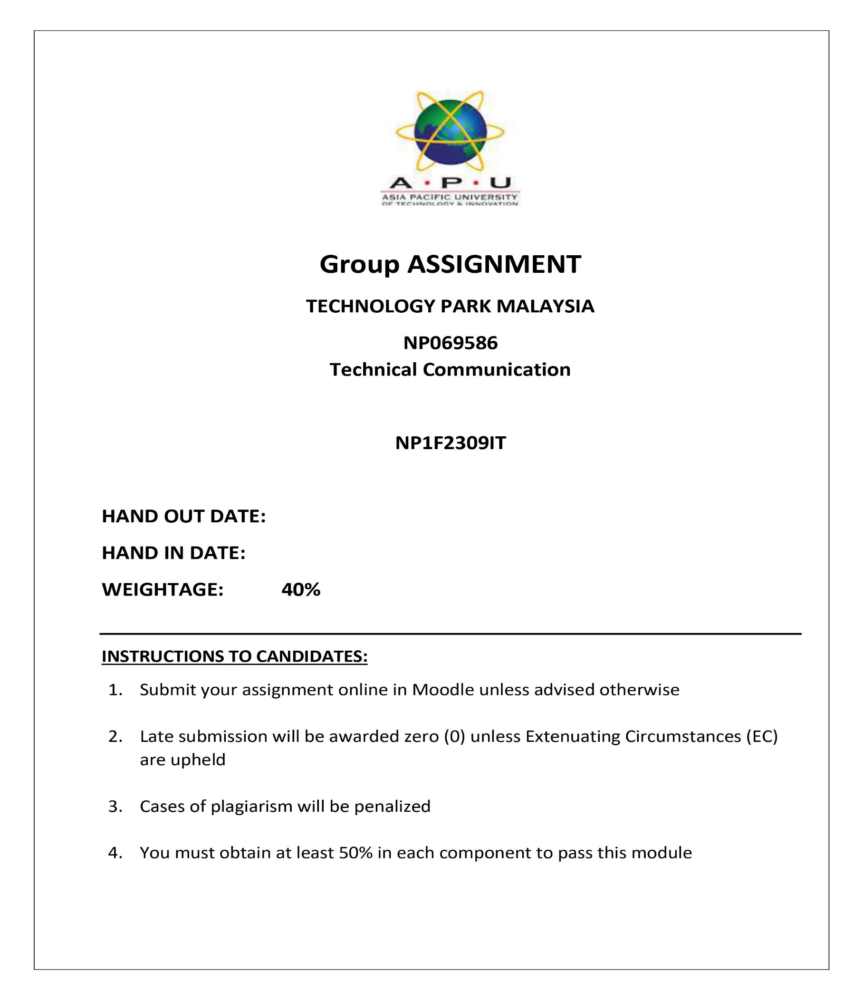 A · P · U
ASIA PACIFIC UNIVERSITY
OF TECHNOLOGY & INNOVATION
Group ASSIGNMENT
TECHNOLOGY PARK MALAYSIA
NP069586
Technical Communication
NP1F2309IT
HAND OUT DATE:
HAND IN DATE:
WEIGHTAGE: 40%
INSTRUCTIONS TO CANDIDATES:
1. Submit your assignment online in Moodle unless advised otherwise
2. Late submission will be awarded zero (0) unless Extenuating Circumstances (EC)
are upheld
3. Cases of plagiarism will be penalized
4. You must obtain at least 50% in each component to pass this module